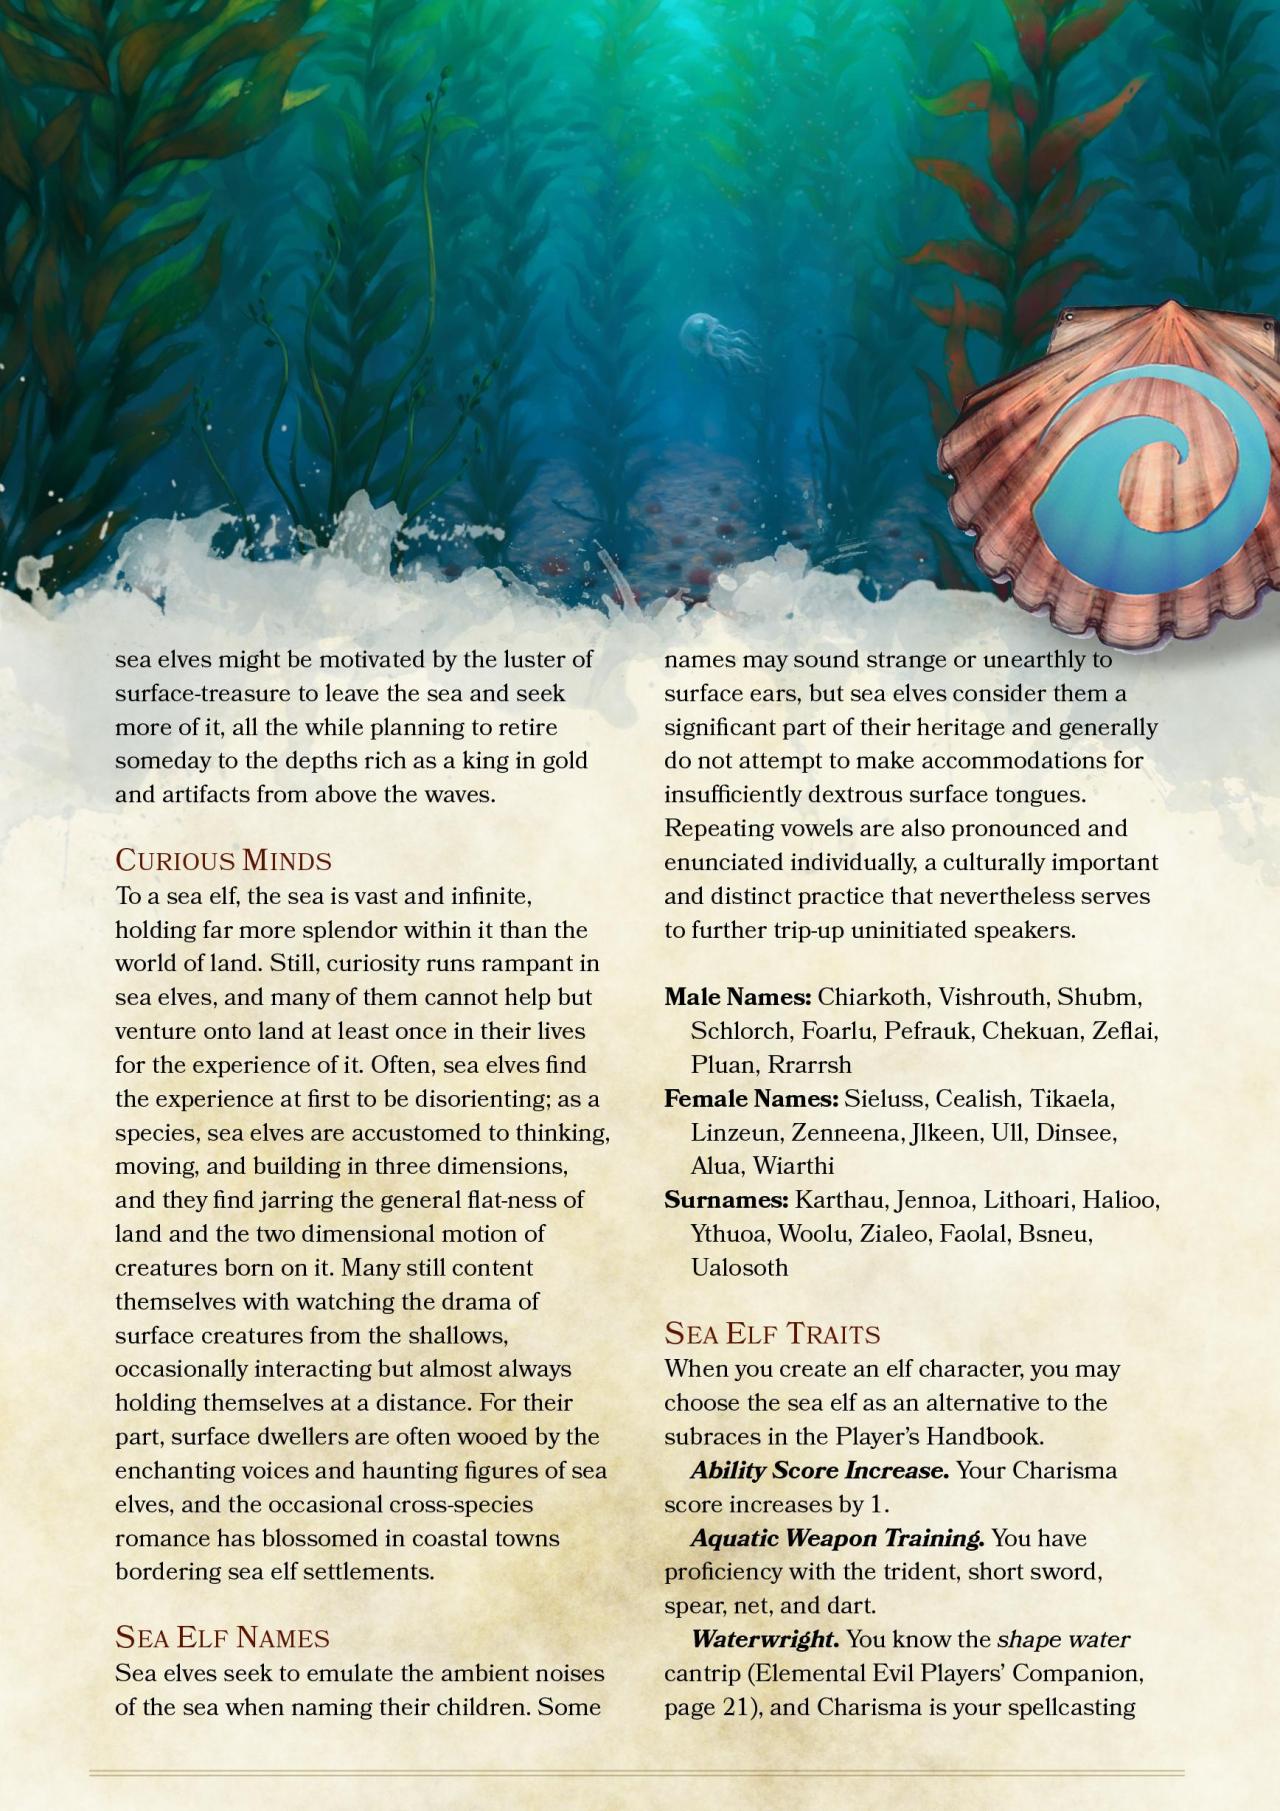 sea elves might be motivated by the luster of
surface-treasure to leave the sea and seek
more of it, all the while planning to retire
someday to the depths rich as a king in gold
and artifacts from above the waves.
Curious Minds
To a sea elf, the sea is vast and infinite,
holding far more splendor within it than the
world of land. Still, curiosity runs rampant in
sea elves, and many of them cannot help but
venture onto land at least once in their lives
for the experience of it. Often, sea elves find
the experience at first to be disorienting; as a
species, sea elves are accustomed to thinking,
moving, and building in three dimensions,
and they find jarring the general flat-ness of
land and the two dimensional motion of
creatures born on it. Many still content
themselves with watching the drama of
surface creatures from the shallows,
occasionally interacting but almost always
holding themselves at a distance. For their
part, surface dwellers are often wooed by the
enchanting voices and haunting figures of sea
elves, and the occasional cross-species
romance has blossomed in coastal towns
bordering sea elf settlements.
Sea Elf Names
Sea elves seek to emulate the ambient noises
of the sea when naming their children. Some
names may sound strange or unearthly to
surface ears, but sea elves consider them a
significant part of their heritage and generally
do not attempt to make accommodations for
insufficiently dextrous surface tongues.
Repeating vowels are also pronounced and
enunciated individually, a culturally important
and distinct practice that nevertheless serves
to further trip-up uninitiated speakers.
Male Names: Chiarkoth, Vishrouth, Shubm,
Schlorch, Foarlu, Pefrauk, Chekuan, Zeflai,
Pluan, Rrarrsh
Female Names: Sieluss, Cealish, Tikaela,
Linzeun, Zenneena, Jlkeen, Ull, Dinsee,
Alua, Wiarthi
Surnames: Karthau, Jennoa, Lithoari, Halioo,
Ythuoa, Woolu, Zialeo, Faolal, Bsneu,
Ualosoth
Sea Elf Traits
When you create an elf character, you may
choose the sea elf as an alternative to the
subraces in the Player's Handbook.
Ability Score Increase. Your Charisma
score increases by 1.
Aquatic Weapon Training. You have
proficiency with the trident, short sword,
spear, net, and dart.
Waterwright. You know the shape water
cantrip (Elemental Evil Players' Companion,
page 21), and Charisma is your spellcasting